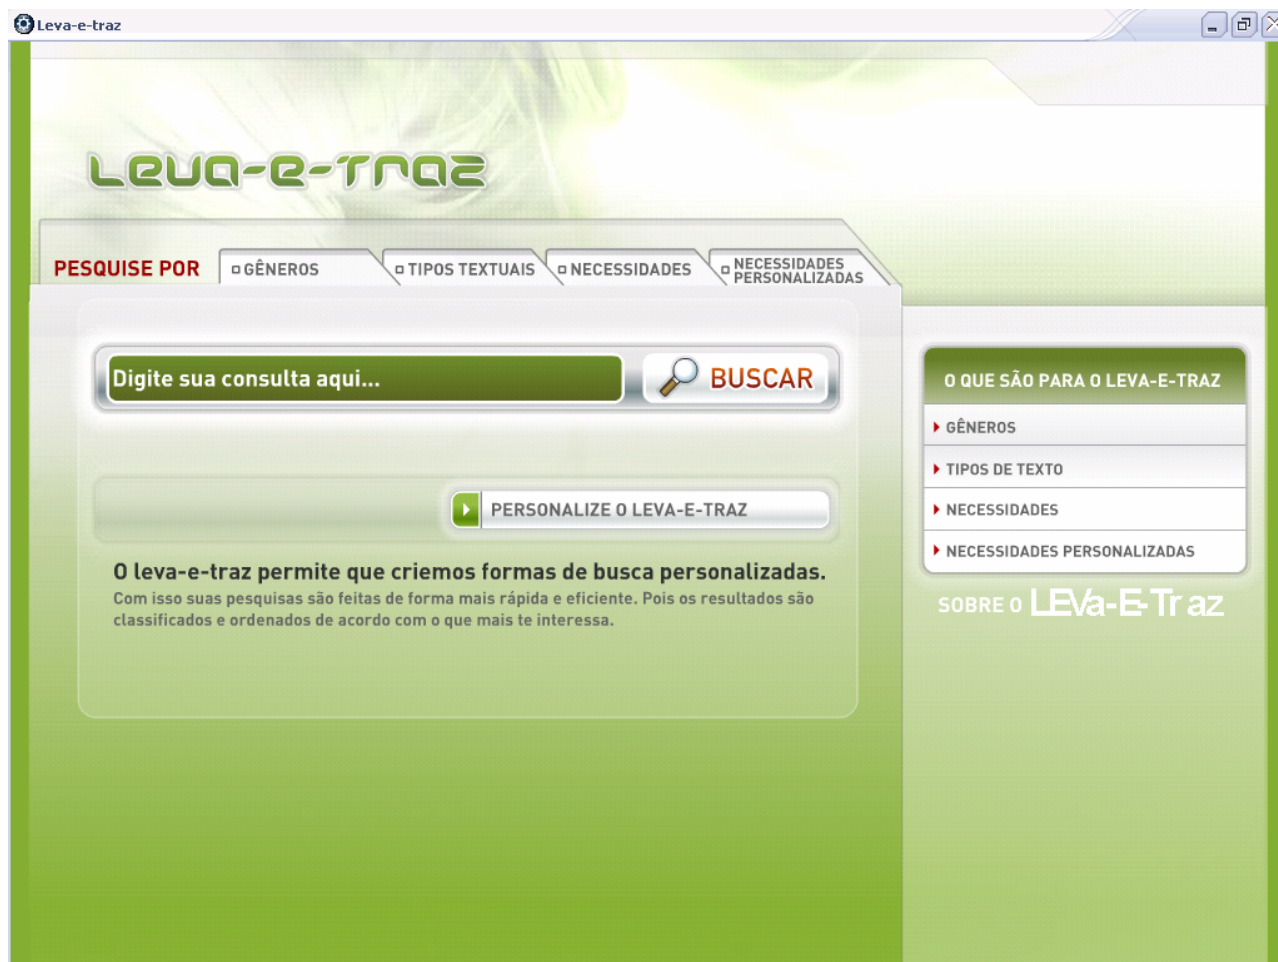 Leva-e-traz
Leva-e-traz
PESQUISE POR
GÊNEROS
TIPOS TEXTUAIS
NECESSIDADES
NECESSIDADES
PERSONALIZADAS
Digite sua consulta aqui...
BUSCAR
PERSONALIZE O LEVA-E-TRAZ
O leva-e-traz permite que criemos formas de busca personalizadas.
Com isso suas pesquisas são feitas de forma mais rápida e eficiente. Pois os resultados são
classificados e ordenados de acordo com o que mais te interessa.
O QUE SÃO PARA O LEVA-E-TRAZ
GÊNEROS
TIPOS DE TEXTO
NECESSIDADES
NECESSIDADES PERSONALIZADAS
SOBRE O LEVa-E-Traz